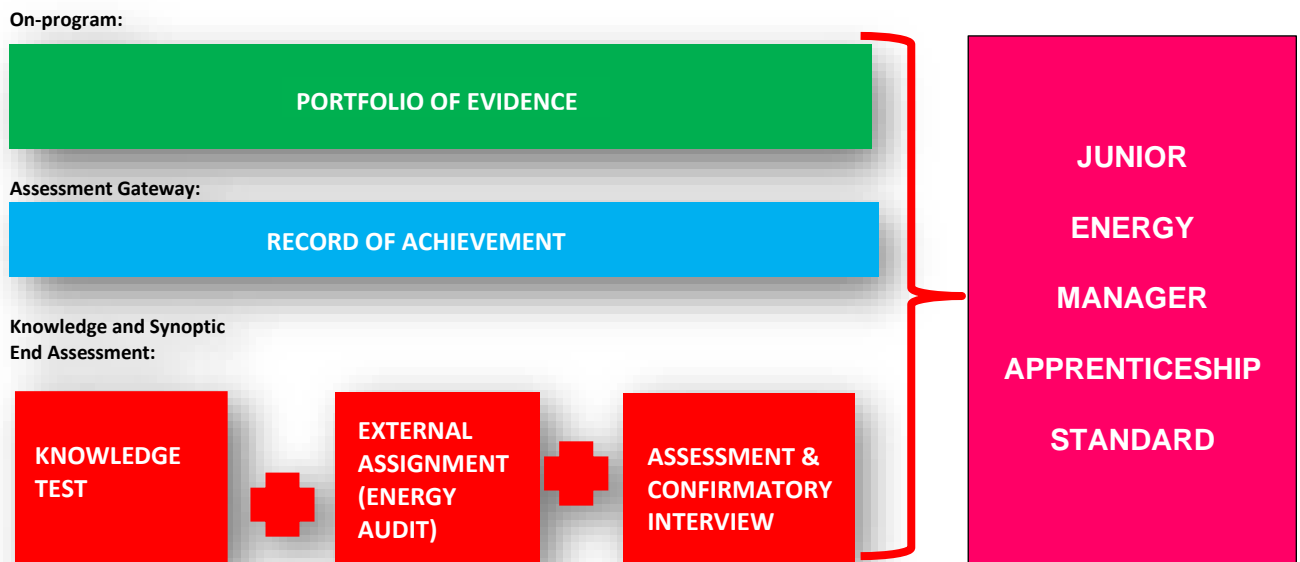 On-program:
PORTFOLIO OF EVIDENCE
Assessment Gateway:
RECORD OF ACHIEVEMENT
Knowledge and Synoptic
End Assessment:
KNOWLEDGE
TEST
EXTERNAL
ASSIGNMENT
(ENERGY
AUDIT)
ASSESSMENT &
CONFIRMATORY
INTERVIEW
JUNIOR
ENERGY
MANAGER
APPRENTICESHIP
STANDARD